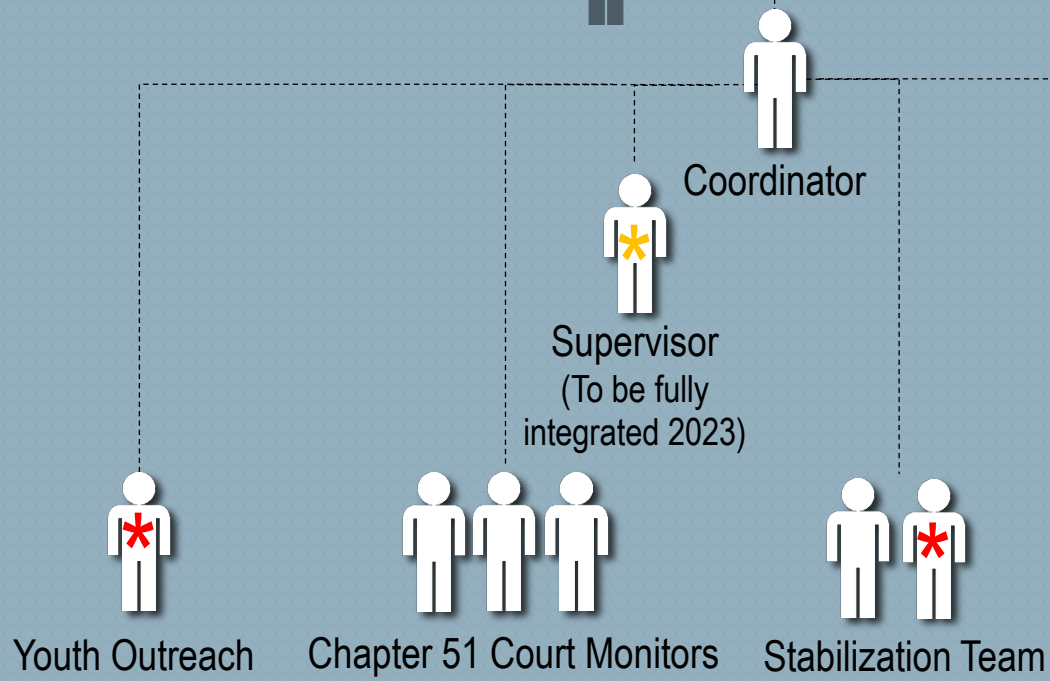 Coordinator
Supervisor
(To be fully
integrated 2023)
Youth Outreach
Chapter 51 Court Monitors
Stabilization Team